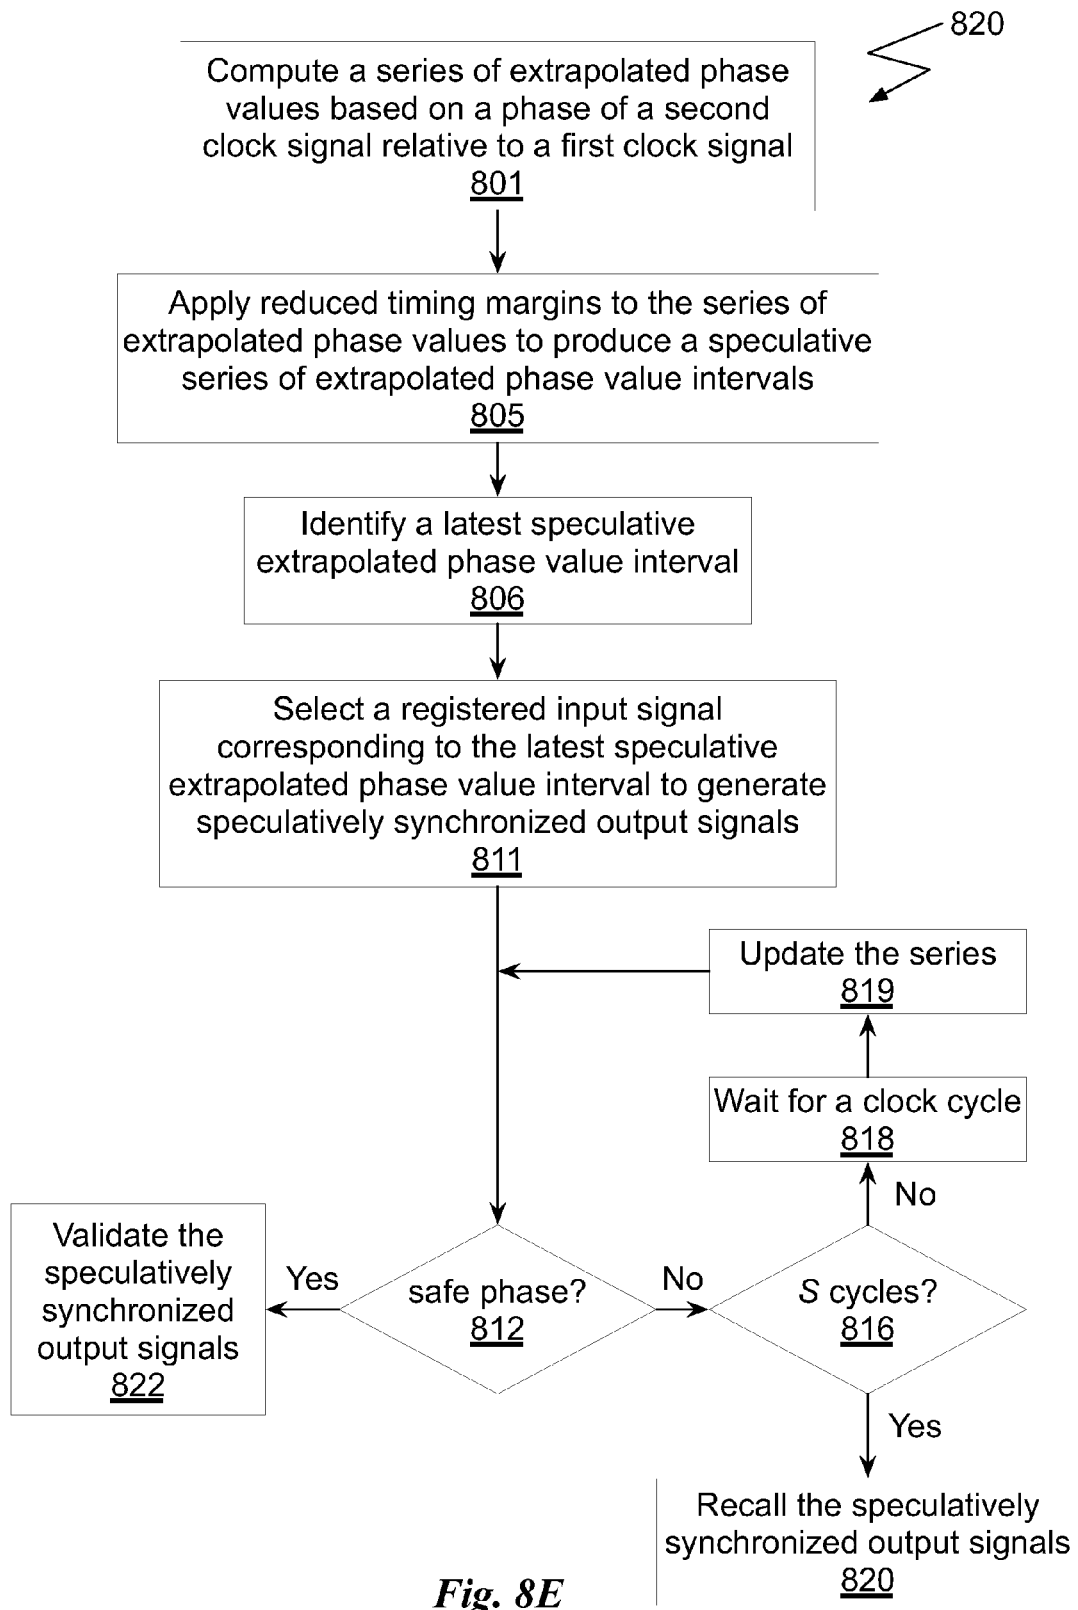 820
Compute a series of extrapolated phase
values based on a phase of a second
clock signal relative to a first clock signal
801
Apply reduced timing margins to the series of
extrapolated phase values to produce a speculative
series of extrapolated phase value intervals
805
Identify a latest speculative
extrapolated phase value interval
806
Select a registered input signal
corresponding to the latest speculative
extrapolated phase value interval to generate
speculatively synchronized output signals
811
Update the series
819
Wait for a clock cycle
818
No
Validate the
speculatively
synchronized
output signals
822
Yes
safe phase?
812
No
S cycles?
816
Yes
Recall the speculatively
synchronized output signals
820
Fig. 8E